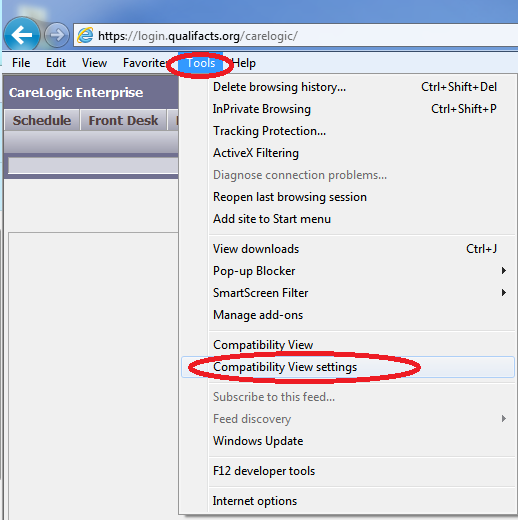 https://login.qualifacts.org/carelogic/
File Edit View Favorites Tools Help
CareLogic Enterprise
Schedule Front Desk
Delete browsing history... Ctrl+Shift+Del
InPrivate Browsing Ctrl+Shift+P
Tracking Protection...
ActiveX Filtering
Diagnose connection problems...
Reopen last browsing session
Add site to Start menu
View downloads Ctrl+J
Pop-up Blocker
SmartScreen Filter
Manage add-ons
Compatibility View
Compatibility View settings
Subscribe to this feed...
Feed discovery
Windows Update
F12 developer tools
Internet options